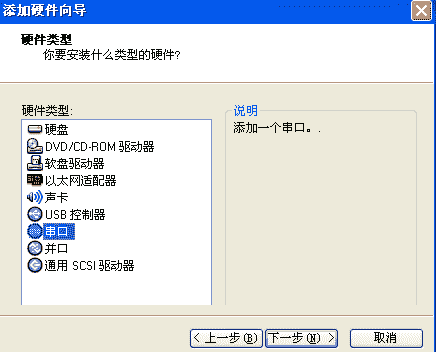 添加硬件向导
硬件类型
你要安装什么类型的硬件?
硬件类型:
硬盘
DVD/CD-ROM 驱动器
软盘驱动器
以太网适配器
声卡
USB 控制器
串口
并口
通用 SCSI 驱动器
说明
添加一个串口。.
< 上一步(B)
下一步(N) >
取消